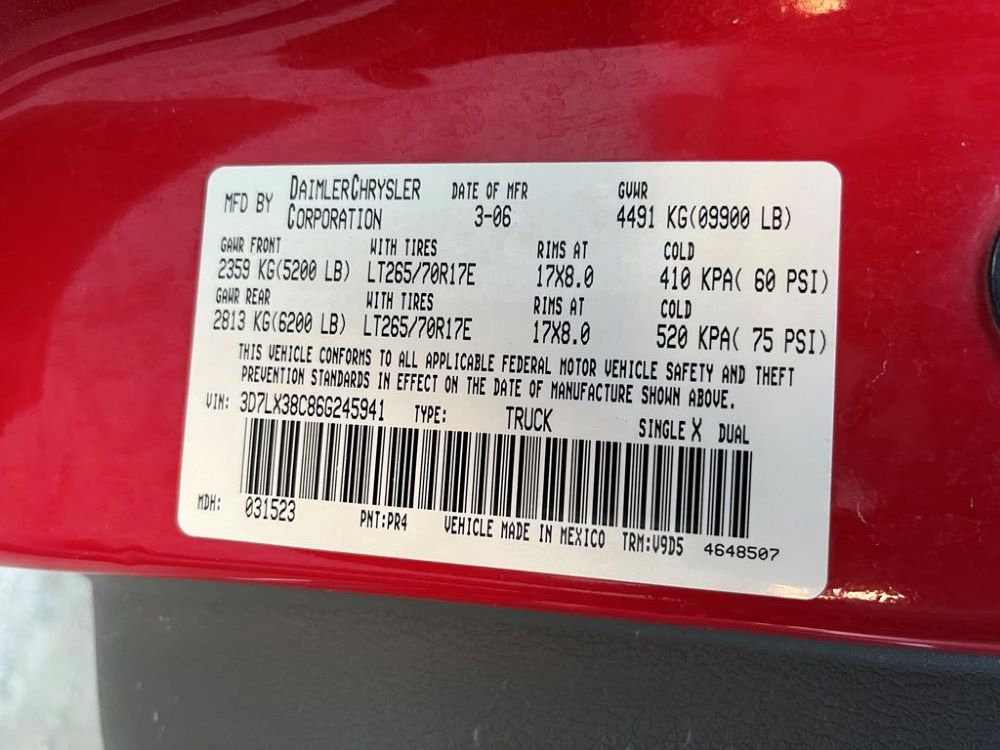 MFD BY DAIMLERCHRYSLER CORPORATION DATE OF MFR 3-06 GVWR 4491 KG(09900 LB)
GAWR FRONT WITH TIRES RIMS AT COLD
2359 KG(5200 LB) LT265/70R17E 17X8.0 410 KPA( 60 PSI)
GAWR REAR WITH TIRES RIMS AT COLD
2813 KG(6200 LB) LT265/70R17E 17X8.0 520 KPA( 75 PSI)
THIS VEHICLE CONFORMS TO ALL APPLICABLE FEDERAL MOTOR VEHICLE SAFETY AND THEFT
PREVENTION STANDARDS IN EFFECT ON THE DATE OF MANUFACTURE SHOWN ABOVE.
VIN: 3D7LX38C86G245941 TYPE: TRUCK SINGLE X DUAL
MDH: 031523 PNT:PR4 VEHICLE MADE IN MEXICO TRM:V9D5 4648507